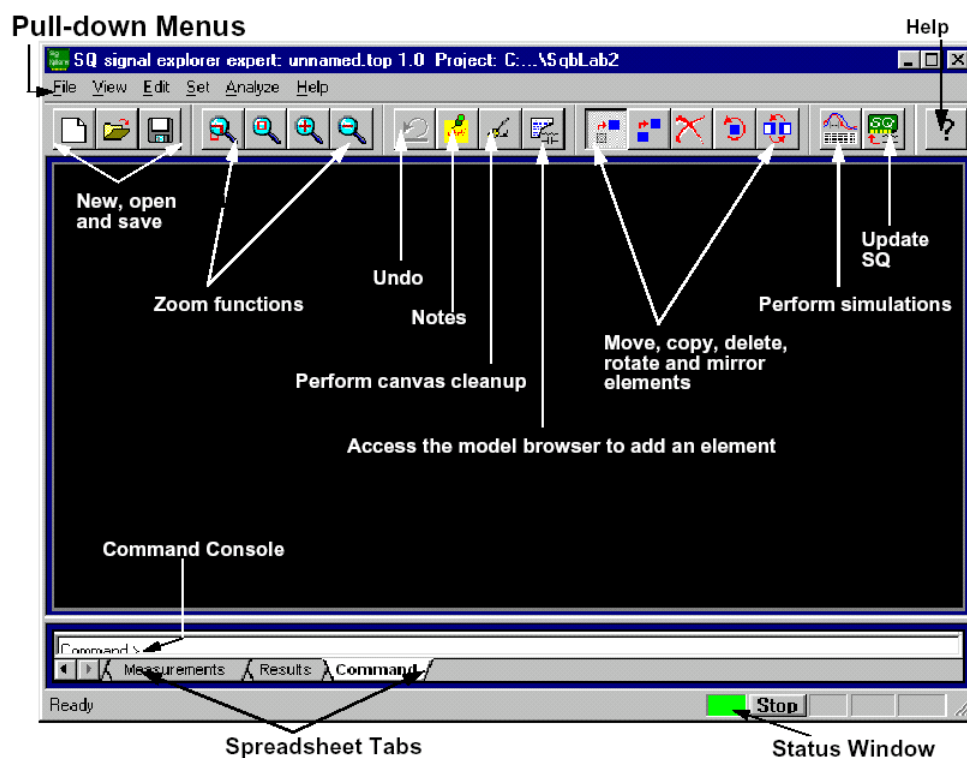 Pull-down Menus
Help
SQ signal explorer expert: unnamed.top 1.0 Project: C:...\SqbLab2
File View Edit Set Analyze Help
SQ
?
New, open
and save
Zoom functions
Undo
Notes
Perform canvas cleanup
Access the model browser to add an element
Move, copy, delete,
rotate and mirror
elements
Perform simulations
Update
SQ
Command Console
Command >
Measurements Results Command
Ready
Stop
Spreadsheet Tabs
Status Window